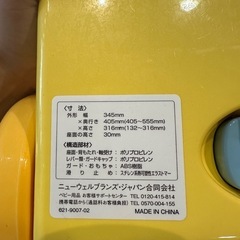 〈寸 法〉
外形 幅 345mm
×奥行き 405mm(405~555mm)
×高さ 316mm(132~316mm)
座面の高さ 30mm
〈構造部材〉
座面・背もたれ・軸受け： ポリプロピレン
レバー類・ガードキャップ： ポリプロピレン
ガード・おもちゃ： ABS樹脂
滑り止め： スチレン系熱可塑性エラストマー
ニューウェルブランズ・ジャパン合同会社
ベビー用品 お客様サポートセンター TEL 0120-415-814
携帯電話から(通話料お客様負担) TEL 0570-004-155
621-9007-02 MADE IN CHINA